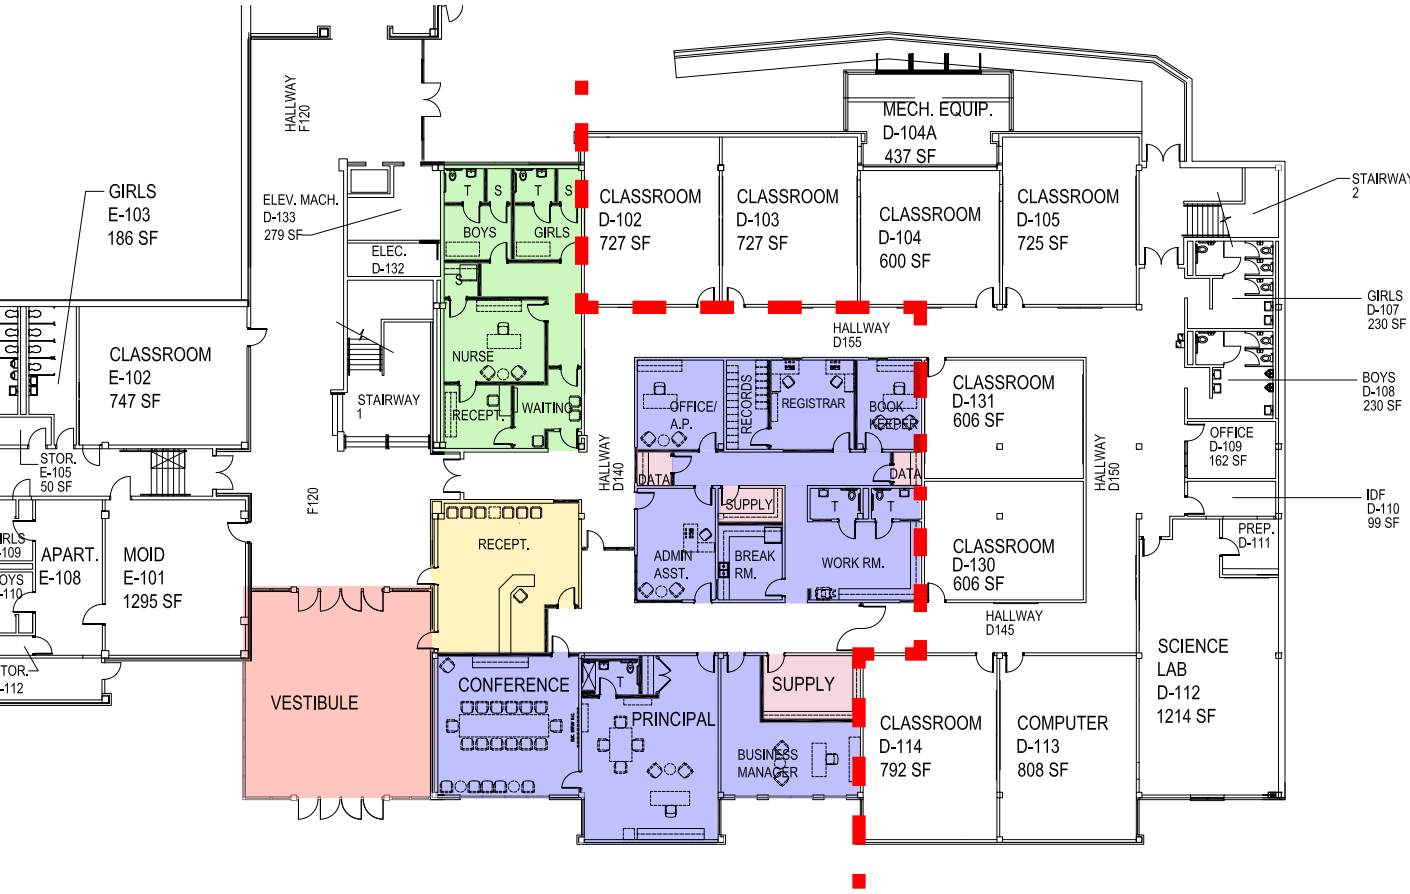 HALLWAY
F120
MECH. EQUIP.
D-104A
437 SF
GIRLS
E-103
186 SF
ELEV. MACH.
D-133
279 SF
ELEC.
D-132
T
S
T
S
BOYS
GIRLS
S
CLASSROOM
D-102
727 SF
CLASSROOM
D-103
727 SF
CLASSROOM
D-104
600 SF
CLASSROOM
D-105
725 SF
STAIRWAY
2
GIRLS
D-107
230 SF
HALLWAY
D155
CLASSROOM
E-102
747 SF
NURSE
STAIRWAY
1
RECEPT.
WAITING
OFFICE/
A.P.
RECORDS
REGISTRAR
BOOK
KEEPER
CLASSROOM
D-131
606 SF
BOYS
D-108
230 SF
OFFICE
D-109
162 SF
STOR.
E-105
50 SF
HALLWAY
D140
HALLWAY
D150
DATA
DATA
SUPPLY
T
T
IDF
D-110
99 SF
F120
RECEPT.
PREP.
D-111
APART.
E-108
MOID
E-101
1295 SF
ADMIN
ASST.
BREAK
RM.
WORK RM.
CLASSROOM
D-130
606 SF
HALLWAY
D145
SCIENCE
LAB
D-112
1214 SF
VESTIBULE
CONFERENCE
T
PRINCIPAL
SUPPLY
BUSINESS
MANAGER
CLASSROOM
D-114
792 SF
COMPUTER
D-113
808 SF
-109
-110
-112